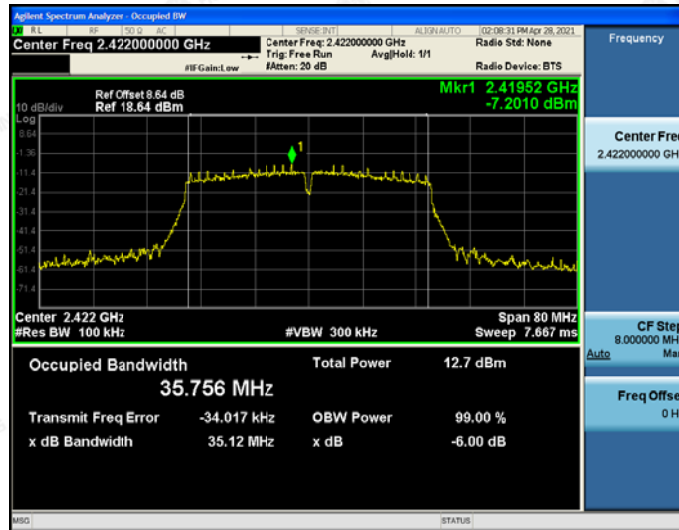 Agilent Spectrum Analyzer - Occupied BW
RL RF 50 Ω AC SENSE:INT ALIGNAUTO 02:08:31 PM Apr 28, 2021
Center Freq 2.422000000 GHz
Center Freq: 2.422000000 GHz
Radio Std: None
Trig: Free Run Avg|Hold: 1/1
#IFGain:Low #Atten: 20 dB Radio Device: BTS
Frequency
Mkr1 2.41952 GHz
-7.2010 dBm
Ref Offset 8.64 dB
10 dB/div Ref 18.64 dBm
Log
8.64
-1.36
-11.4
-21.4
-31.4
-41.4
-51.4
-61.4
-71.4
1
Center 2.422 GHz Span 80 MHz
#Res BW 100 kHz #VBW 300 kHz Sweep 7.667 ms
Occupied Bandwidth Total Power 12.7 dBm
35.756 MHz
Transmit Freq Error -34.017 kHz OBW Power 99.00 %
x dB Bandwidth 35.12 MHz x dB -6.00 dB
Center Fre
2.422000000 GH
CF Step
8.000000 MH
Auto Ma
Freq Offse
0 H
MSG STATUS